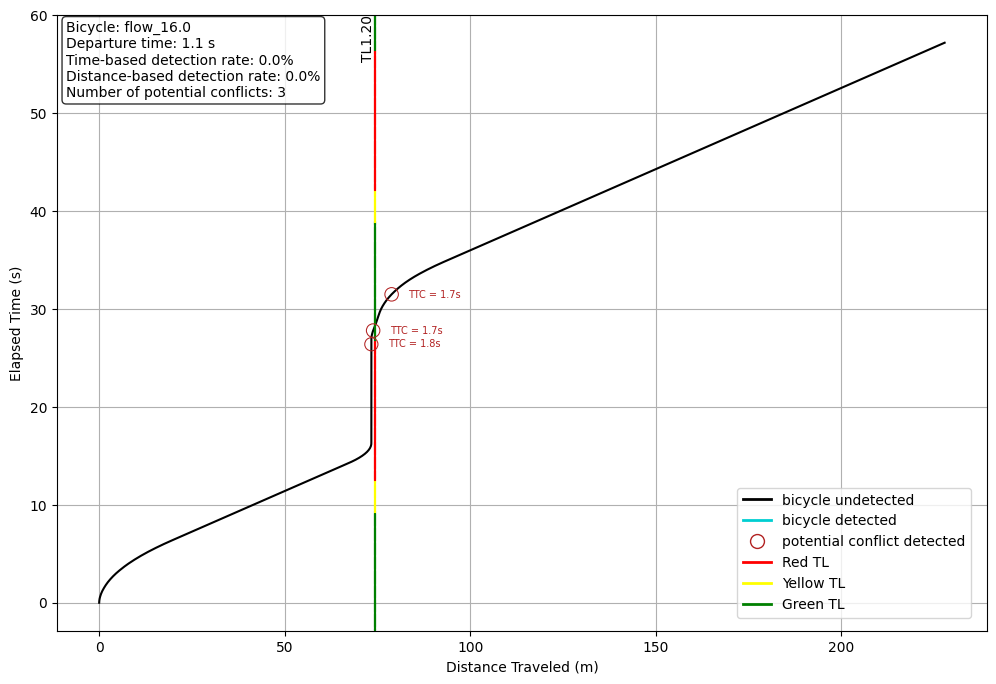 Bicycle: flow_16.0
Departure time: 1.1 s
Time-based detection rate: 0.0%
Distance-based detection rate: 0.0%
Number of potential conflicts: 3
TL1.20
60
50
40
30
20
10
0
Elapsed Time (s)
TTC = 1.7s
TTC = 1.7s
TTC = 1.8s
bicycle undetected
bicycle detected
potential conflict detected
Red TL
Yellow TL
Green TL
0
50
100
150
200
Distance Traveled (m)